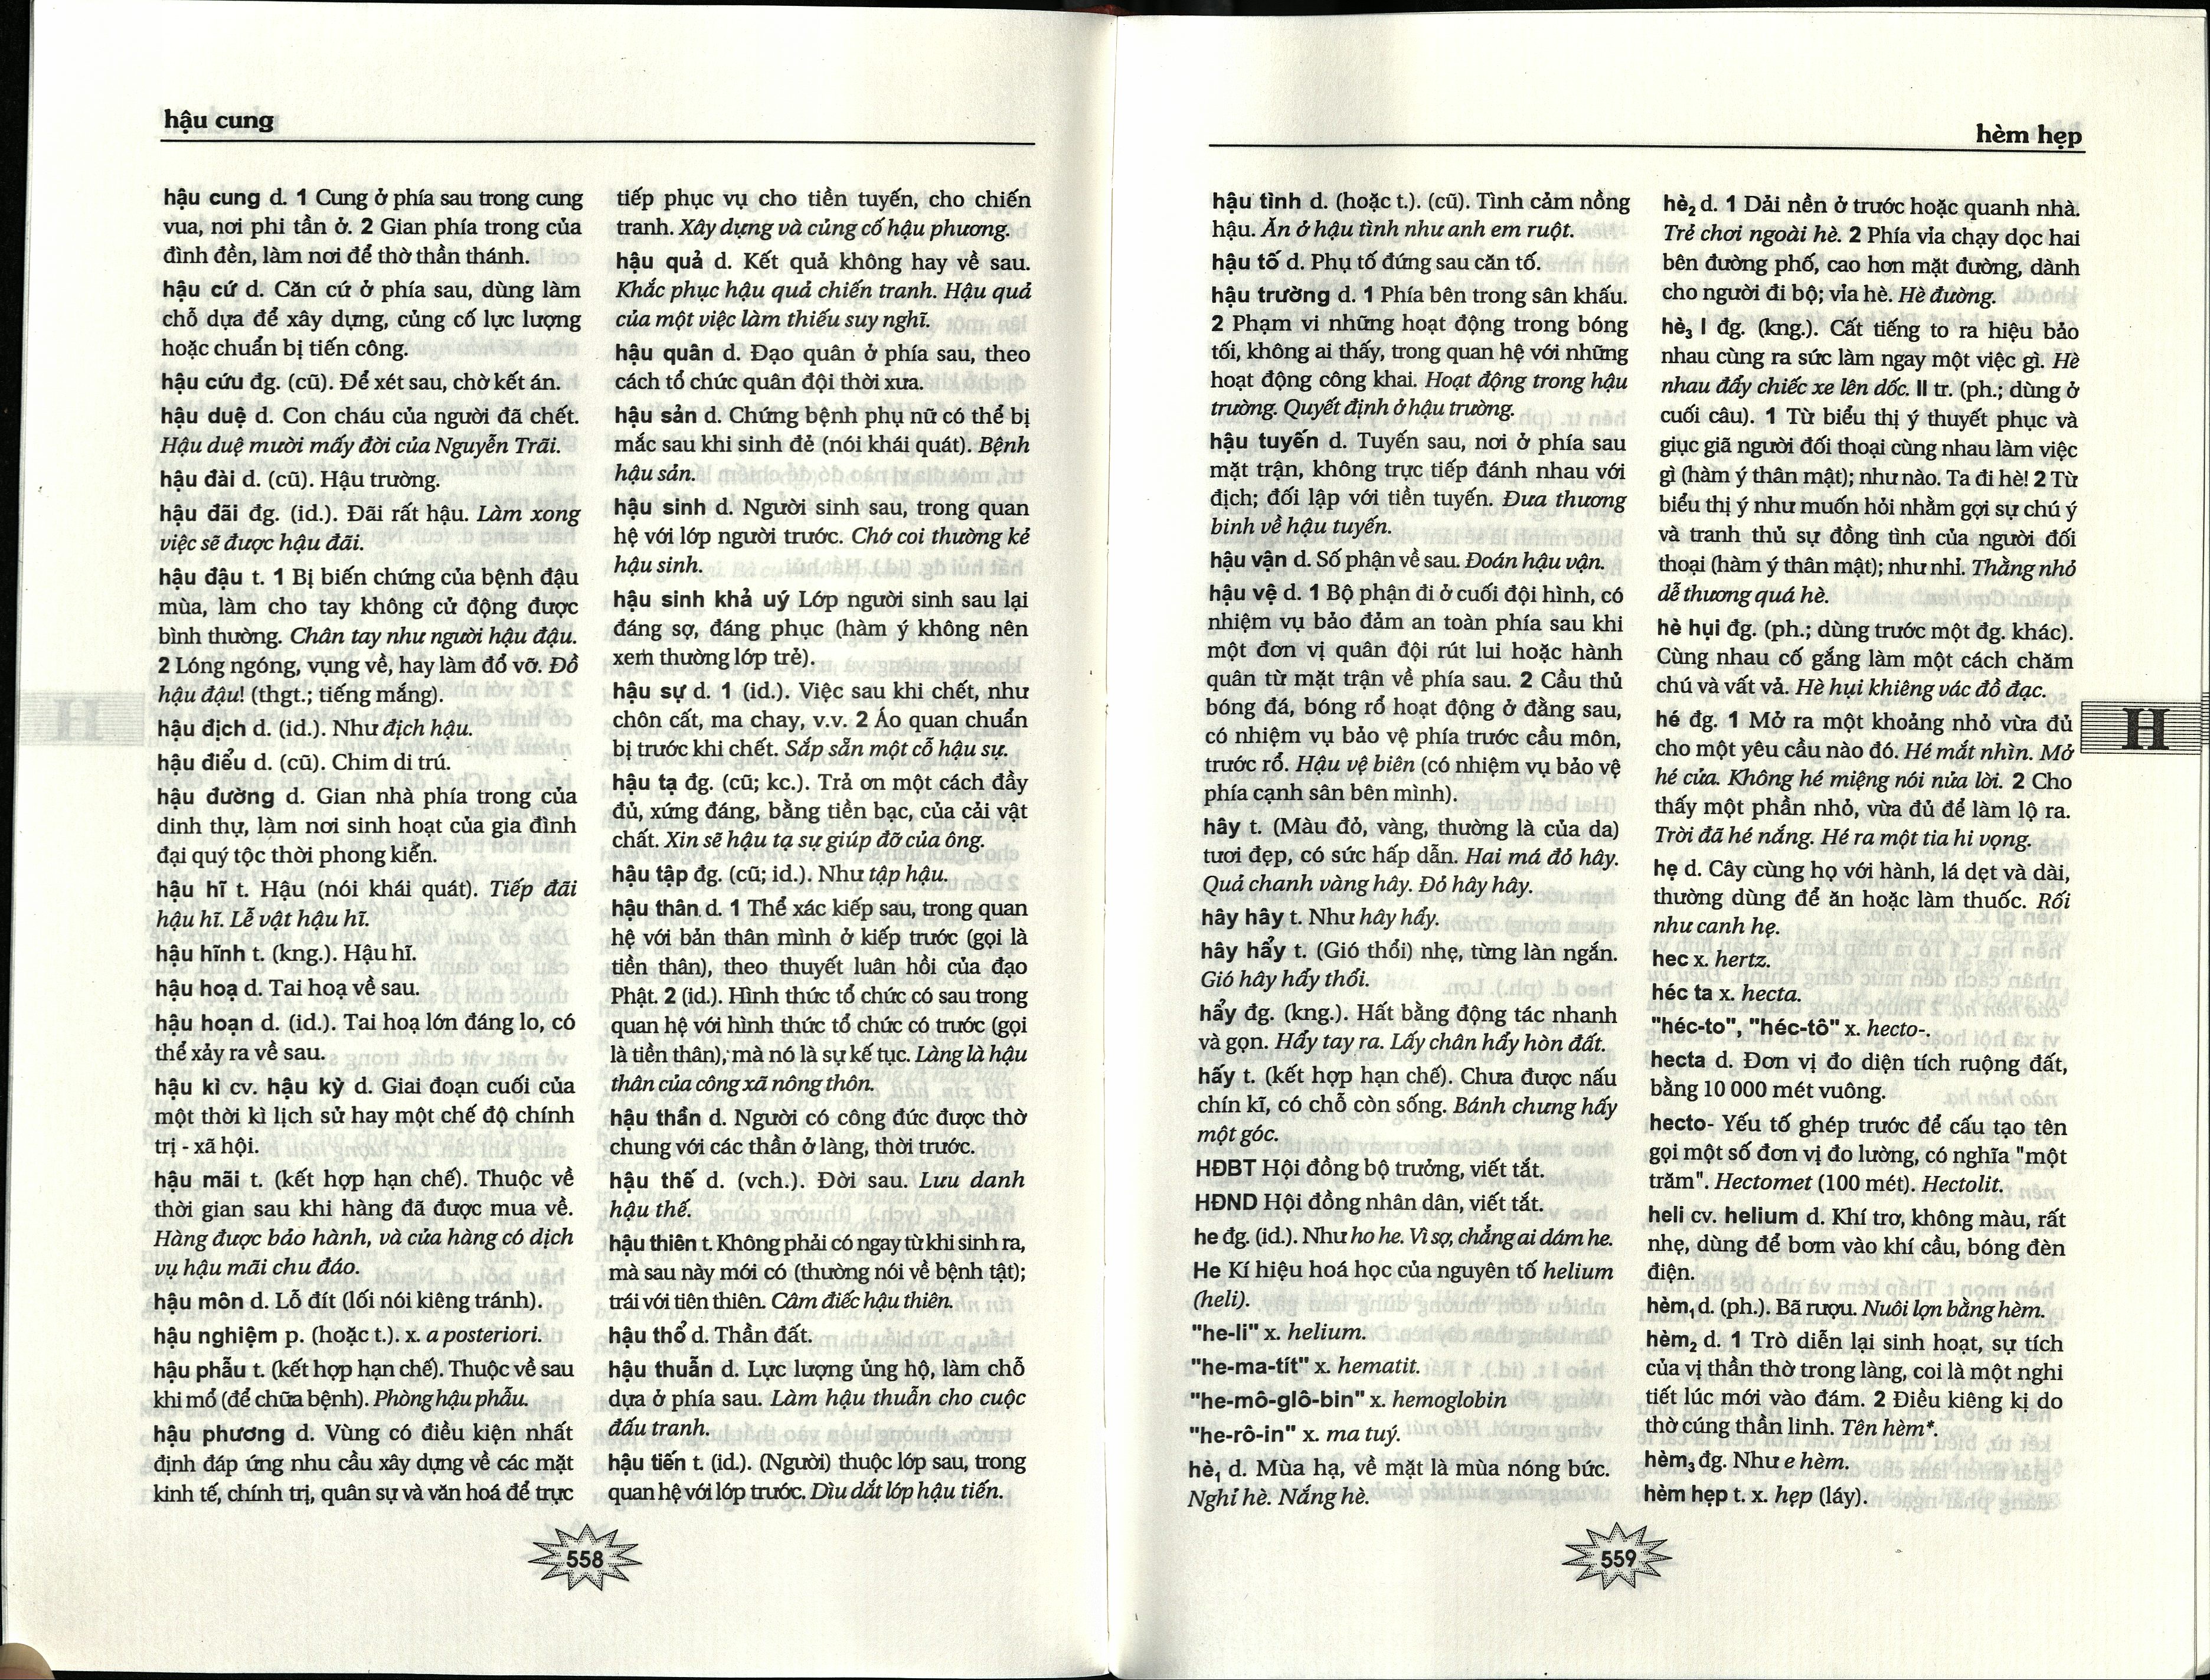 hậu cung
hậu cung d. 1 Cung ở phía sau trong cung
vua, nơi phi tần ở. 2 Gian phía trong của
đình đền, làm nơi để thờ thần thánh.
hậu cứ d. Căn cứ ở phía sau, dùng làm
chỗ dựa để xây dựng, củng cố lực lượng
hoặc chuẩn bị tiến công.
hậu cứu đg. (cũ). Để xét sau, chờ kết án.
hậu duệ d. Con cháu của người đã chết.
Hậu duệ mười mấy đời của Nguyễn Trãi.
hậu đài d. (cũ). Hậu trường.
hậu đãi đg. (id.). Đãi rất hậu. Làm xong
việc sẽ được hậu đãi.
hậu đậu t. 1 Bị biến chứng của bệnh đậu
mùa, làm cho tay không cử động được
bình thường. Chân tay như người hậu đậu.
2 Lóng ngóng, vụng về, hay làm đổ vỡ. Đồ
hậu đậu! (thgt.; tiếng mắng).
hậu địch d. (id.). Như địch hậu.
hậu điểu d. (cũ). Chim di trú.
hậu đường d. Gian nhà phía trong của
dinh thự, làm nơi sinh hoạt của gia đình
đại quý tộc thời phong kiến.
hậu hĩ t. Hậu (nói khái quát). Tiếp đãi
hậu hĩ. Lễ vật hậu hĩ.
hậu hĩnh t. (kng.). Hậu hĩ.
hậu hoạ d. Tai hoạ về sau.
hậu hoạn d. (id.). Tai hoạ lớn đáng lo, có
thể xảy ra về sau.
hậu kì cv. hậu kỳ d. Giai đoạn cuối của
một thời kì lịch sử hay một chế độ chính
trị - xã hội.
hậu mãi t. (kết hợp hạn chế). Thuộc về
thời gian sau khi hàng đã được mua về.
Hàng được bảo hành, và cửa hàng có dịch
vụ hậu mãi chu đáo.
hậu môn d. Lỗ đít (lối nói kiêng tránh).
hậu nghiệm p. (hoặc t.). x. a posteriori.
hậu phẫu t. (kết hợp hạn chế). Thuộc về sau
khi mổ (để chữa bệnh). Phòng hậu phẫu.
hậu phương d. Vùng có điều kiện nhất
định đáp ứng nhu cầu xây dựng về các mặt
kinh tế, chính trị, quân sự và văn hoá để trực
tiếp phục vụ cho tiền tuyến, cho chiến
tranh. Xây dựng và củng cố hậu phương.
hậu quả d. Kết quả không hay về sau.
Khắc phục hậu quả chiến tranh. Hậu quả
của một việc làm thiếu suy nghĩ.
hậu quân d. Đạo quân ở phía sau, theo
cách tổ chức quân đội thời xưa.
hậu sản d. Chứng bệnh phụ nữ có thể bị
mắc sau khi sinh đẻ (nói khái quát). Bệnh
hậu sản.
hậu sinh d. Người sinh sau, trong quan
hệ với lớp người trước. Chớ coi thường kẻ
hậu sinh.
hậu sinh khả uý Lớp người sinh sau lại
đáng sợ, đáng phục (hàm ý không nên
xem thường lớp trẻ).
hậu sự d. 1 (id.). Việc sau khi chết, như
chôn cất, ma chay, v.v. 2 Áo quan chuẩn
bị trước khi chết. Sắp sẵn một cỗ hậu sự.
hậu tạ đg. (cũ; kc.). Trả ơn một cách đầy
đủ, xứng đáng, bằng tiền bạc, của cải vật
chất. Xin sẽ hậu tạ sự giúp đỡ của ông.
hậu tập đg. (cũ; id.). Như tập hậu.
hậu thân d. 1 Thể xác kiếp sau, trong quan
hệ với bản thân mình ở kiếp trước (gọi là
tiền thân), theo thuyết luân hồi của đạo
Phật. 2 (id.). Hình thức tổ chức có sau trong
quan hệ với hình thức tổ chức có trước (gọi
là tiền thân), mà nó là sự kế tục. Làng là hậu
thân của công xã nông thôn.
hậu thần d. Người có công đức được thờ
chung với các thần ở làng, thời trước.
hậu thế d. (vch.). Đời sau. Lưu danh
hậu thế.
hậu thiên t. Không phải có ngay từ khi sinh ra,
mà sau này mới có (thường nói về bệnh tật);
trái với tiên thiên. Câm điếc hậu thiên.
hậu thổ d. Thần đất.
hậu thuẫn d. Lực lượng ủng hộ, làm chỗ
dựa ở phía sau. Làm hậu thuẫn cho cuộc
đấu tranh.
hậu tiến t. (id.). (Người) thuộc lớp sau, trong
quan hệ với lớp trước. Dìu dắt lớp hậu tiến.
558
hèm hẹp
hậu tình d. (hoặc t.). (cũ). Tình cảm nồng
hậu. Ăn ở hậu tình như anh em ruột.
hậu tố d. Phụ tố đứng sau căn tố.
hậu trường d. 1 Phía bên trong sân khấu.
2 Phạm vi những hoạt động trong bóng
tối, không ai thấy, trong quan hệ với những
hoạt động công khai. Hoạt động trong hậu
trường. Quyết định ở hậu trường.
hậu tuyến d. Tuyến sau, nơi ở phía sau
mặt trận, không trực tiếp đánh nhau với
địch; đối lập với tiền tuyến. Đưa thương
binh về hậu tuyến.
hậu vận d. Số phận về sau. Đoán hậu vận.
hậu vệ d. 1 Bộ phận đi ở cuối đội hình, có
nhiệm vụ bảo đảm an toàn phía sau khi
một đơn vị quân đội rút lui hoặc hành
quân từ mặt trận về phía sau. 2 Cầu thủ
bóng đá, bóng rổ hoạt động ở đằng sau,
có nhiệm vụ bảo vệ phía trước cầu môn,
trước rổ. Hậu vệ biên (có nhiệm vụ bảo vệ
phía cạnh sân bên mình).
hây t. (Màu đỏ, vàng, thường là của da)
tươi đẹp, có sức hấp dẫn. Hai má đỏ hây.
Quả chanh vàng hây. Đỏ hây hây.
hây hây t. Như hây hẩy.
hây hẩy t. (Gió thổi) nhẹ, từng làn ngắn.
Gió hây hẩy thổi.
hẩy đg. (kng.). Hất bằng động tác nhanh
và gọn. Hẩy tay ra. Lấy chân hẩy hòn đất.
hấy t. (kết hợp hạn chế). Chưa được nấu
chín kĩ, có chỗ còn sống. Bánh chưng hấy
một góc.
HĐBT Hội đồng bộ trưởng, viết tắt.
HĐND Hội đồng nhân dân, viết tắt.
he đg. (id.). Như ho he. Vì sợ, chẳng ai dám he.
He Kí hiệu hoá học của nguyên tố helium
(heli).
"he-li" x. helium.
"he-ma-tít" x. hematit.
"he-mô-glô-bin" x. hemoglobin
"he-rô-in" x. ma tuý.
hè1 d. Mùa hạ, về mặt là mùa nóng bức.
Nghỉ hè. Nắng hè.
hè2 d. 1 Dải nền ở trước hoặc quanh nhà.
Trẻ chơi ngoài hè. 2 Phía vỉa chạy dọc hai
bên đường phố, cao hơn mặt đường, dành
cho người đi bộ; vỉa hè. Hè đường.
hè3 I đg. (kng.). Cất tiếng to ra hiệu bảo
nhau cùng ra sức làm ngay một việc gì. Hè
nhau đẩy chiếc xe lên dốc. II tr. (ph.; dùng ở
cuối câu). 1 Từ biểu thị ý thuyết phục và
giục giã người đối thoại cùng nhau làm việc
gì (hàm ý thân mật); như nào. Ta đi hè! 2 Từ
biểu thị ý như muốn hỏi nhằm gợi sự chú ý
và tranh thủ sự đồng tình của người đối
thoại (hàm ý thân mật); như nhỉ. Thằng nhỏ
dễ thương quá hè.
hè hụi đg. (ph.; dùng trước một đg. khác).
Cùng nhau cố gắng làm một cách chăm
chú và vất vả. Hè hụi khiêng vác đồ đạc.
hé đg. 1 Mở ra một khoảng nhỏ vừa đủ
cho một yêu cầu nào đó. Hé mắt nhìn. Mở
hé cửa. Không hé miệng nói nửa lời. 2 Cho
thấy một phần nhỏ, vừa đủ để làm lộ ra.
Trời đã hé nắng. Hé ra một tia hi vọng.
hẹ d. Cây cùng họ với hành, lá dẹt và dài,
thường dùng để ăn hoặc làm thuốc. Rối
như canh hẹ.
hec x. hertz.
héc ta x. hecta.
"héc-to", "héc-tô" x. hecto-.
hecta d. Đơn vị đo diện tích ruộng đất,
bằng 10 000 mét vuông.
hecto- Yếu tố ghép trước để cấu tạo tên
gọi một số đơn vị đo lường, có nghĩa "một
trăm". Hectomet (100 mét). Hectolit.
heli cv. helium d. Khí trơ, không màu, rất
nhẹ, dùng để bơm vào khí cầu, bóng đèn
điện.
hèm1 d. (ph.). Bã rượu. Nuôi lợn bằng hèm.
hèm2 d. 1 Trò diễn lại sinh hoạt, sự tích
của vị thần thờ trong làng, coi là một nghi
tiết lúc mới vào đám. 2 Điều kiêng kị do
thờ cúng thần linh. Tên hèm*.
hèm3 đg. Như e hèm.
hèm hẹp t. x. hẹp (láy).
H
559